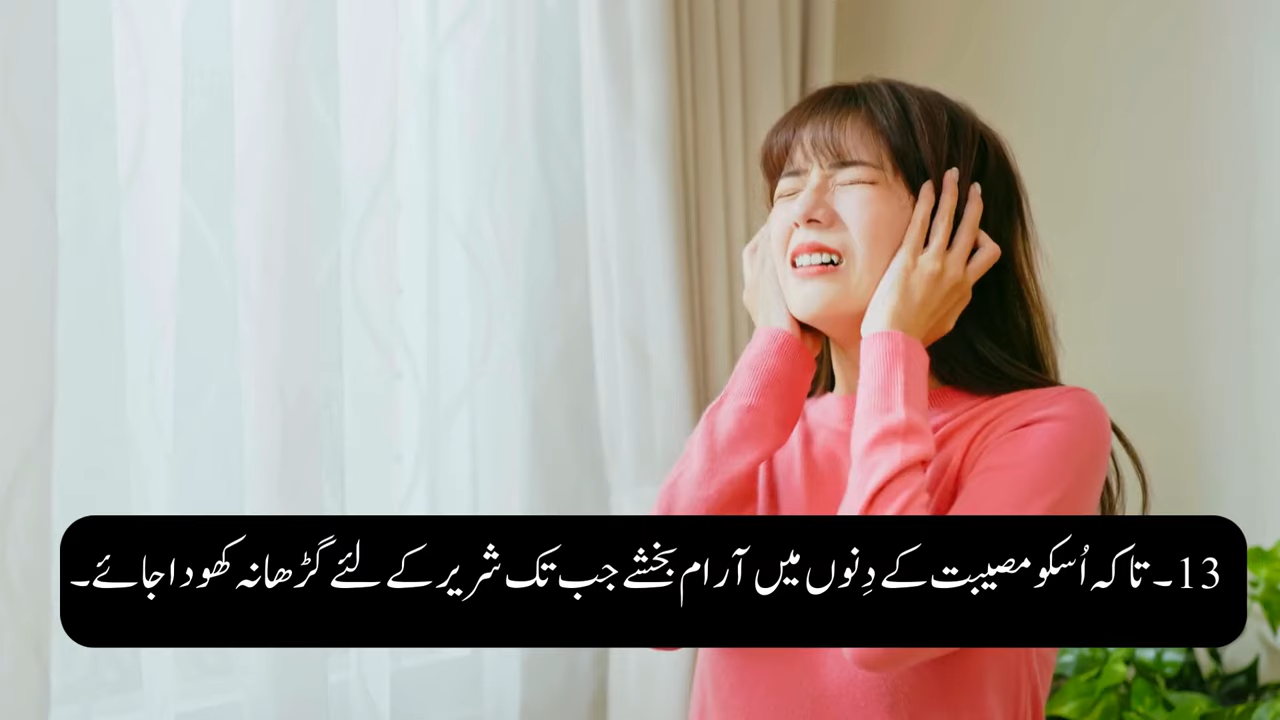 13۔ تاکہ اُسکو مصیبت کے دِنوں میں آرام بخشے جب تک شریر کے لئے گڑھا نہ کھودا جائے۔